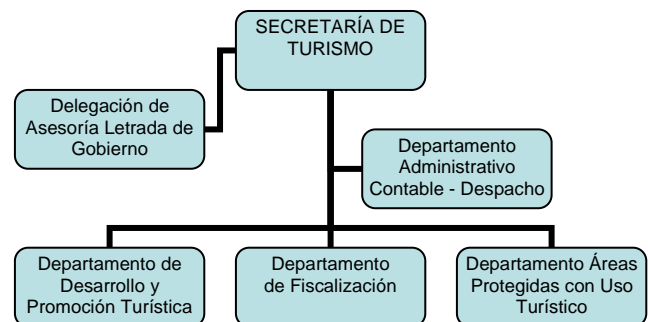 SECRETARÍA DE
TURISMO
Delegación de
Asesoría Letrada de
Gobierno
Departamento
Administrativo
Contable - Despacho
Departamento de
Desarrollo y
Promoción Turística
Departamento
de Fiscalización
Departamento Áreas
Protegidas con Uso
Turístico